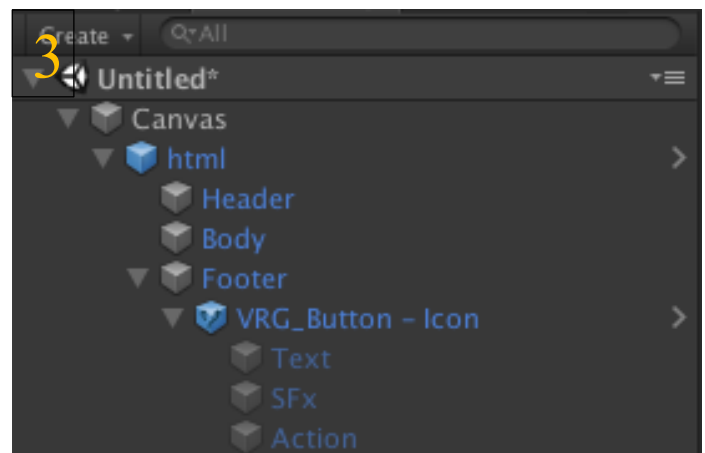 3
Create
All
Untitled*
Canvas
html
Header
Body
Footer
VRG_Button – Icon
Text
SFx
Action